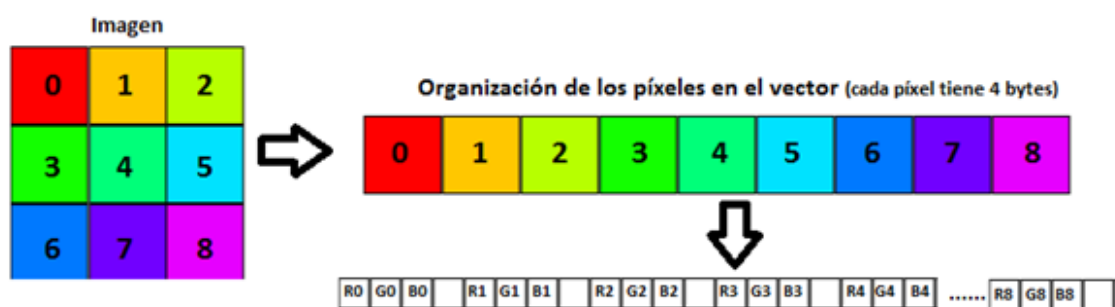 Imagen
0 1 2
3 4 5
6 7 8
Organización de los píxeles en el vector (cada píxel tiene 4 bytes)
0 1 2 3 4 5 6 7 8
R0 G0 B0 R1 G1 B1 R2 G2 B2 R3 G3 B3 R4 G4 B4 ...... R8 G8 B8